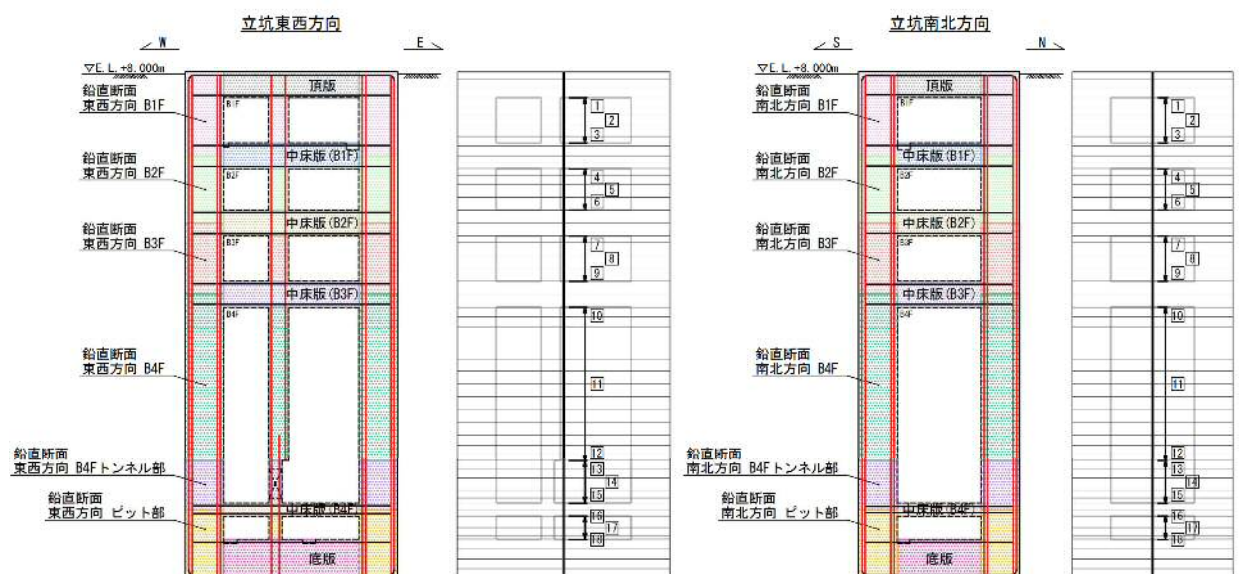 立坑東西方向
W
E
▽E.L.+8.000m
頂版
鉛直断面
東西方向 B1F
B1F
中床版(B1F)
鉛直断面
東西方向 B2F
B2F
中床版(B2F)
鉛直断面
東西方向 B3F
B3F
中床版(B3F)
B4F
鉛直断面
東西方向 B4F
鉛直断面
東西方向 B4Fトンネル部
鉛直断面
東西方向 ピット部
中床版(B4F)
底版
1
2
3
4
5
6
7
8
9
10
11
12
13
14
15
16
17
18
立坑南北方向
S
N
▽E.L.+8.000m
頂版
鉛直断面
南北方向 B1F
B1F
中床版(B1F)
鉛直断面
南北方向 B2F
B2F
中床版(B2F)
鉛直断面
南北方向 B3F
B3F
中床版(B3F)
B4F
鉛直断面
南北方向 B4F
鉛直断面
南北方向 B4Fトンネル部
鉛直断面
南北方向 ピット部
中床版(B4F)
底版
1
2
3
4
5
6
7
8
9
10
11
12
13
14
15
16
17
18